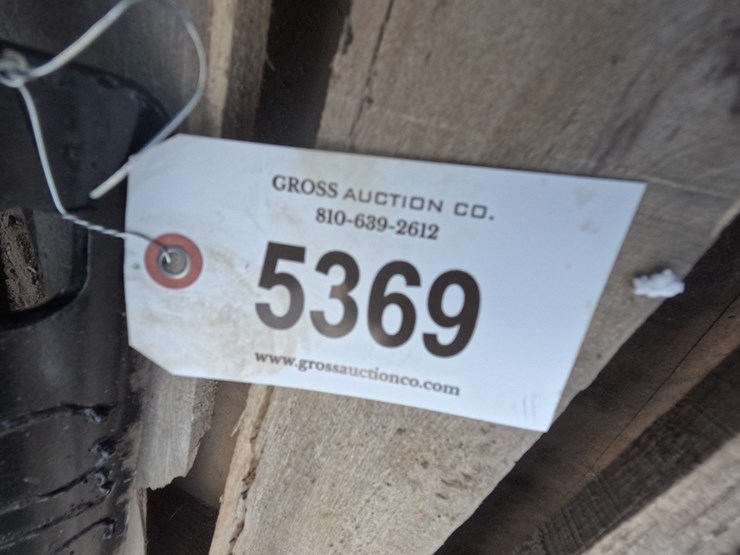 GROSS AUCTION CO.
810-639-2612
5369
www.grossauctionco.com